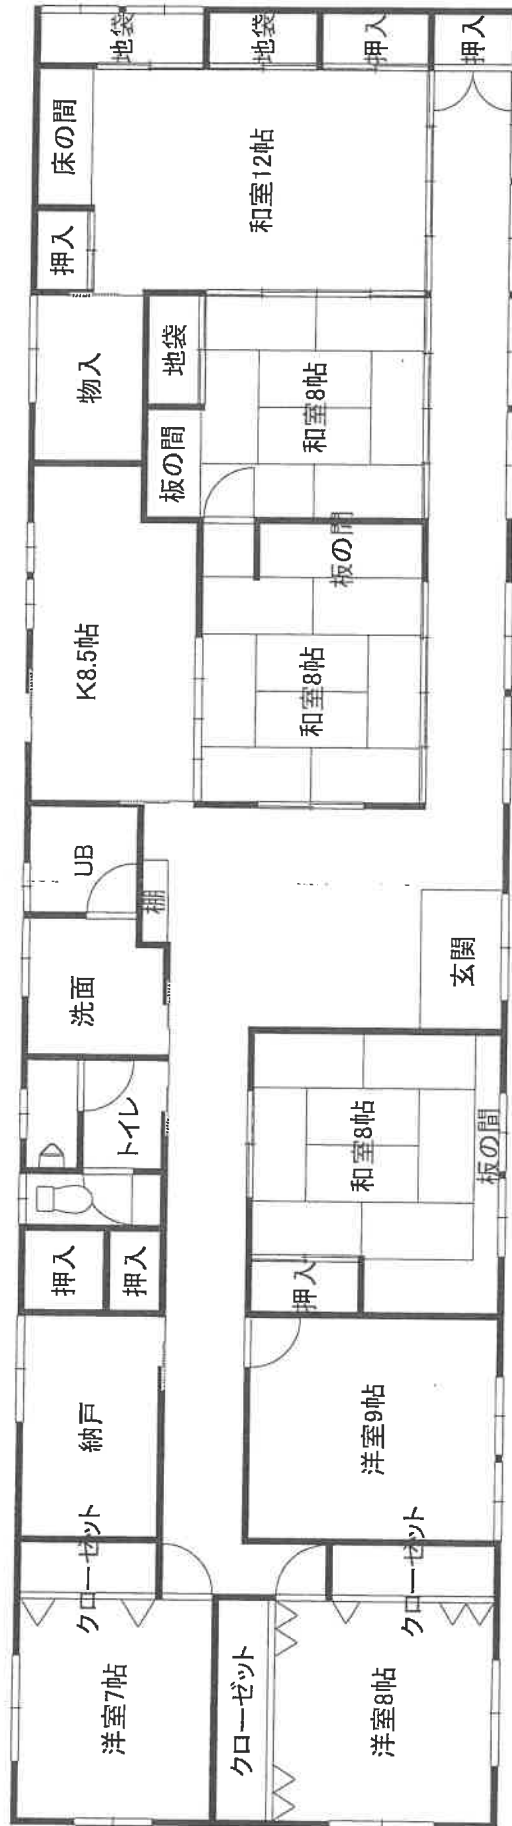 地袋
地袋
押入
押入
床の間
和室12帖
押入
物入
地袋
板の間
和室8帖
K8.5帖
板の間
和室8帖
UB
棚
洗面
玄関
トイレ
和室8帖
板の間
押入
押入
押入
納戸
洋室9帖
クローゼット
クローゼット
洋室7帖
クローゼット
洋室8帖